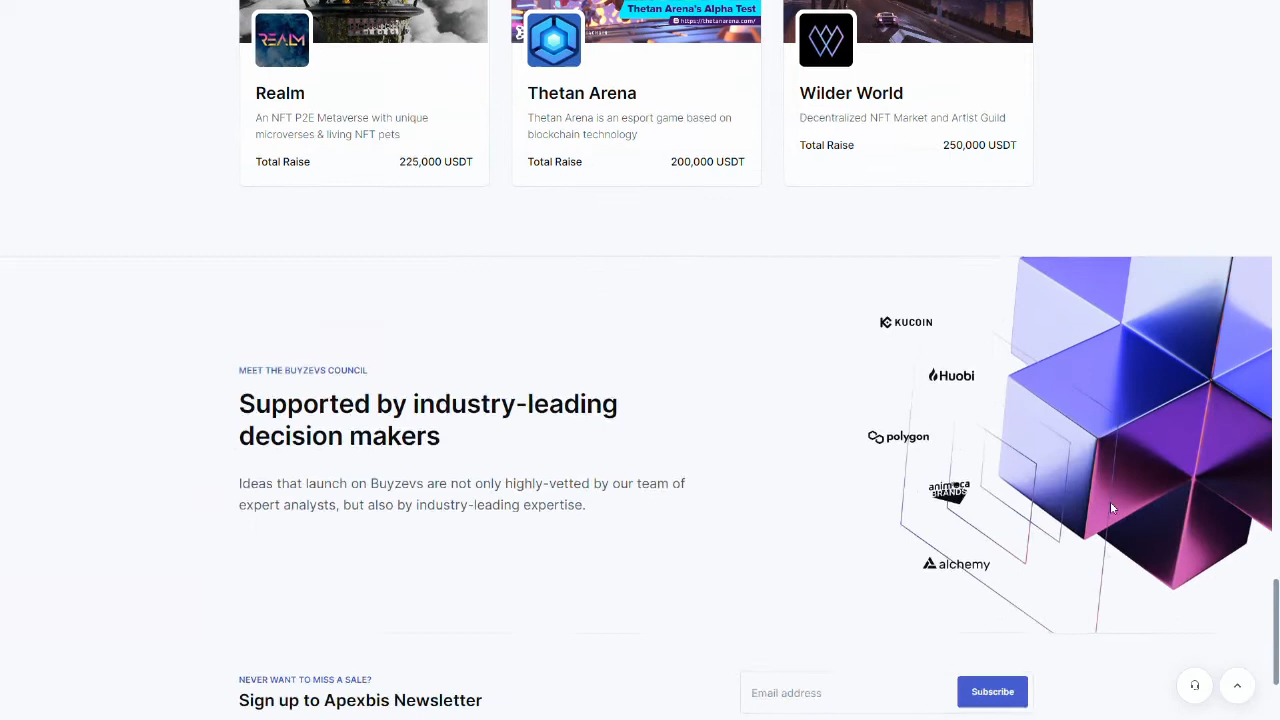 Thetan Arena's Alpha Test
https://thetanarena.com/
REALM
Realm
An NFT P2E Metaverse with unique
microverses & living NFT pets
Total Raise 225,000 USDT
Thetan Arena
Thetan Arena is an esport game based on
blockchain technology
Total Raise 200,000 USDT
Wilder World
Decentralized NFT Market and Artist Guild
Total Raise 250,000 USDT
MEET THE BUYZEVS COUNCIL
Supported by industry-leading
decision makers
Ideas that launch on Buyzevs are not only highly-vetted by our team of
expert analysts, but also by industry-leading expertise.
KUCOIN
Huobi
polygon
animoca
BRANDS
alchemy
NEVER WANT TO MISS A SALE?
Sign up to Apexbis Newsletter
Email address
Subscribe